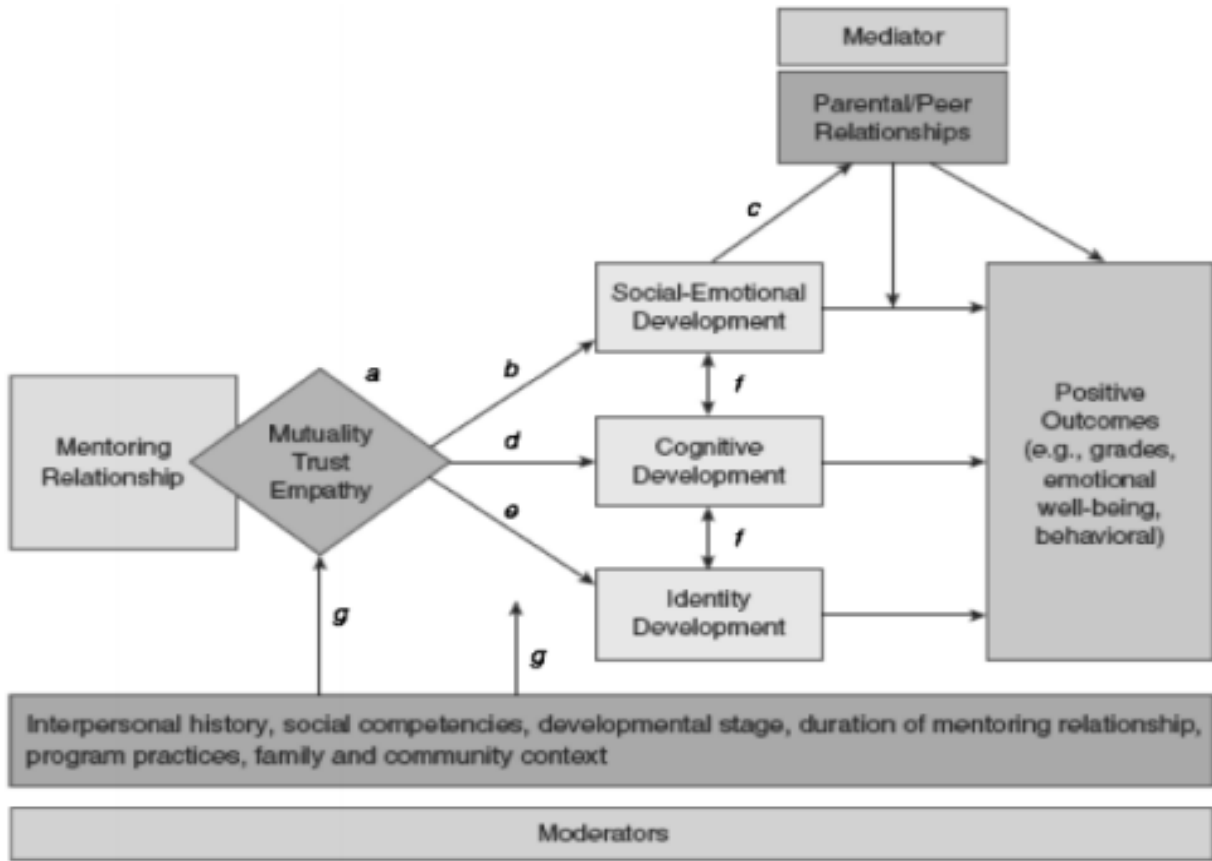 Mediator
Parental/Peer
Relationships
c
Social-Emotional
Development
a
b
f
Mentoring
Relationship
Mutuality
Trust
Empathy
d
Cognitive
Development
Positive
Outcomes
(e.g., grades,
emotional
well-being,
behavioral)
e
f
g
g
Identity
Development
Interpersonal history, social competencies, developmental stage, duration of mentoring relationship,
program practices, family and community context
Moderators